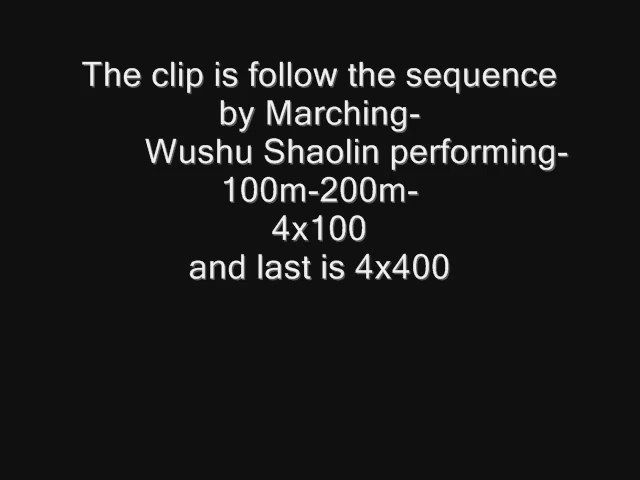 The clip is follow the sequence
by Marching-
Wushu Shaolin performing-
100m-200m-
4x100
and last is 4x400